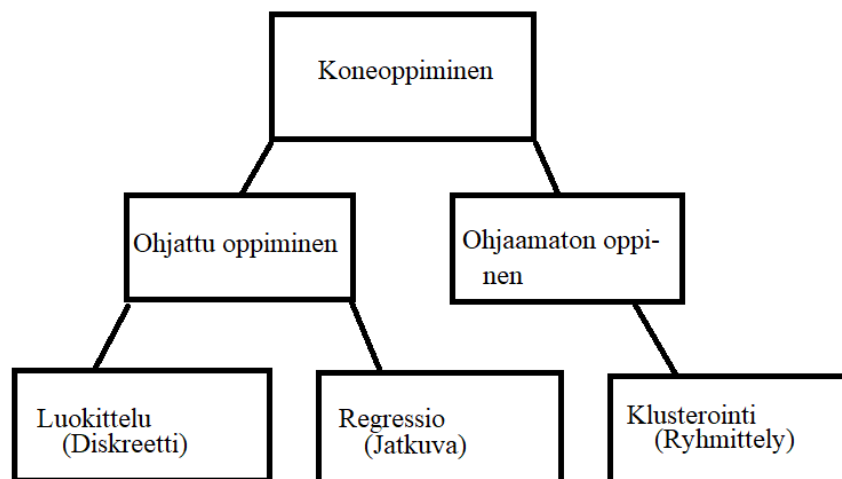 Koneoppiminen
Ohjattu oppiminen
Ohjaamaton oppi-
nen
Luokittelu
(Diskreetti)
Regressio
(Jatkuva)
Klusterointi
(Ryhmittely)